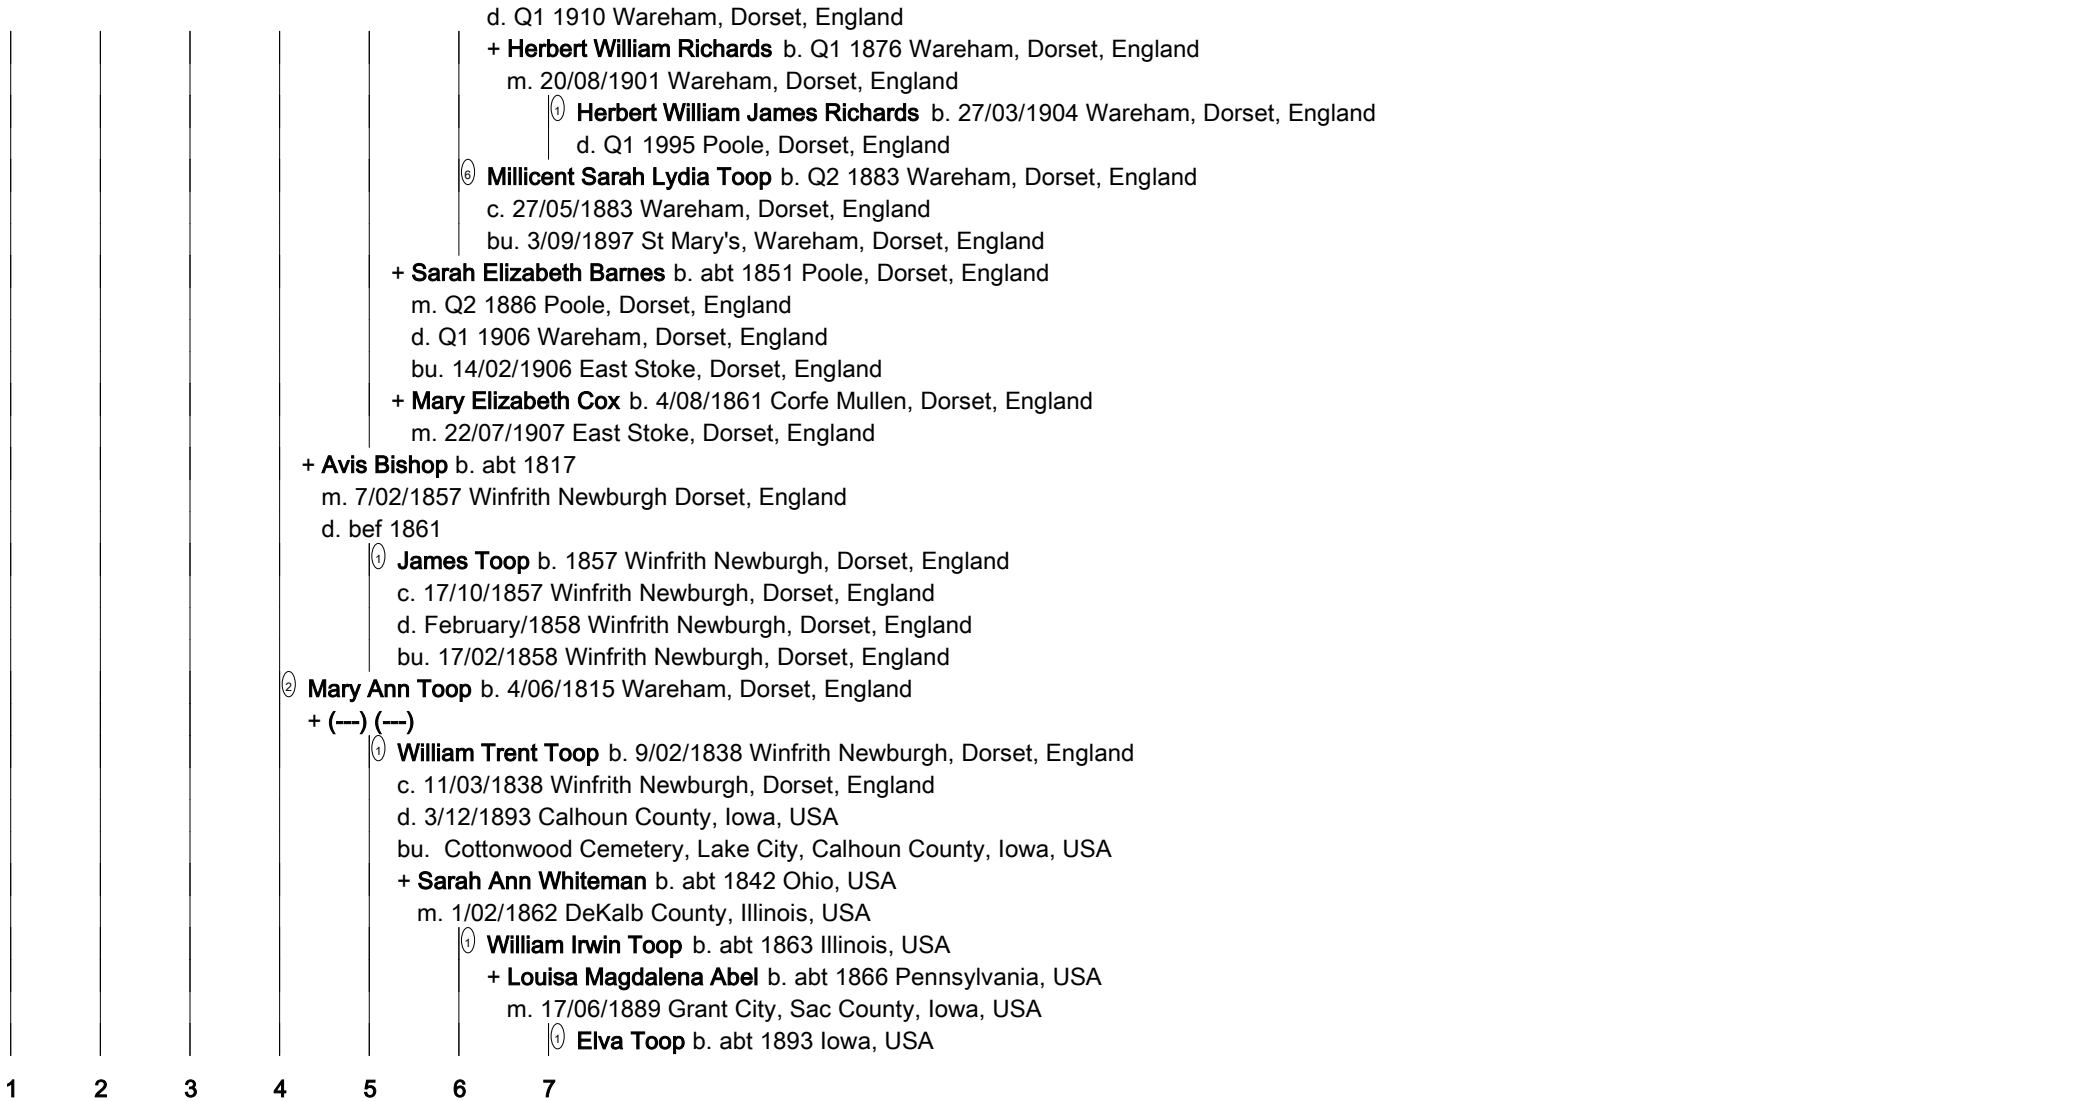 d. Q1 1910 Wareham, Dorset, England
+ Herbert William Richards b. Q1 1876 Wareham, Dorset, England
m. 20/08/1901 Wareham, Dorset, England
1 Herbert William James Richards b. 27/03/1904 Wareham, Dorset, England
d. Q1 1995 Poole, Dorset, England
6 Millicent Sarah Lydia Toop b. Q2 1883 Wareham, Dorset, England
c. 27/05/1883 Wareham, Dorset, England
bu. 3/09/1897 St Mary's, Wareham, Dorset, England
+ Sarah Elizabeth Barnes b. abt 1851 Poole, Dorset, England
m. Q2 1886 Poole, Dorset, England
d. Q1 1906 Wareham, Dorset, England
bu. 14/02/1906 East Stoke, Dorset, England
+ Mary Elizabeth Cox b. 4/08/1861 Corfe Mullen, Dorset, England
m. 22/07/1907 East Stoke, Dorset, England
+ Avis Bishop b. abt 1817
m. 7/02/1857 Winfrith Newburgh Dorset, England
d. bef 1861
1 James Toop b. 1857 Winfrith Newburgh, Dorset, England
c. 17/10/1857 Winfrith Newburgh, Dorset, England
d. February/1858 Winfrith Newburgh, Dorset, England
bu. 17/02/1858 Winfrith Newburgh, Dorset, England
2 Mary Ann Toop b. 4/06/1815 Wareham, Dorset, England
+ (---) (---)
1 William Trent Toop b. 9/02/1838 Winfrith Newburgh, Dorset, England
c. 11/03/1838 Winfrith Newburgh, Dorset, England
d. 3/12/1893 Calhoun County, Iowa, USA
bu. Cottonwood Cemetery, Lake City, Calhoun County, Iowa, USA
+ Sarah Ann Whiteman b. abt 1842 Ohio, USA
m. 1/02/1862 DeKalb County, Illinois, USA
1 William Irwin Toop b. abt 1863 Illinois, USA
+ Louisa Magdalena Abel b. abt 1866 Pennsylvania, USA
m. 17/06/1889 Grant City, Sac County, Iowa, USA
1 Elva Toop b. abt 1893 Iowa, USA
1 2 3 4 5 6 7